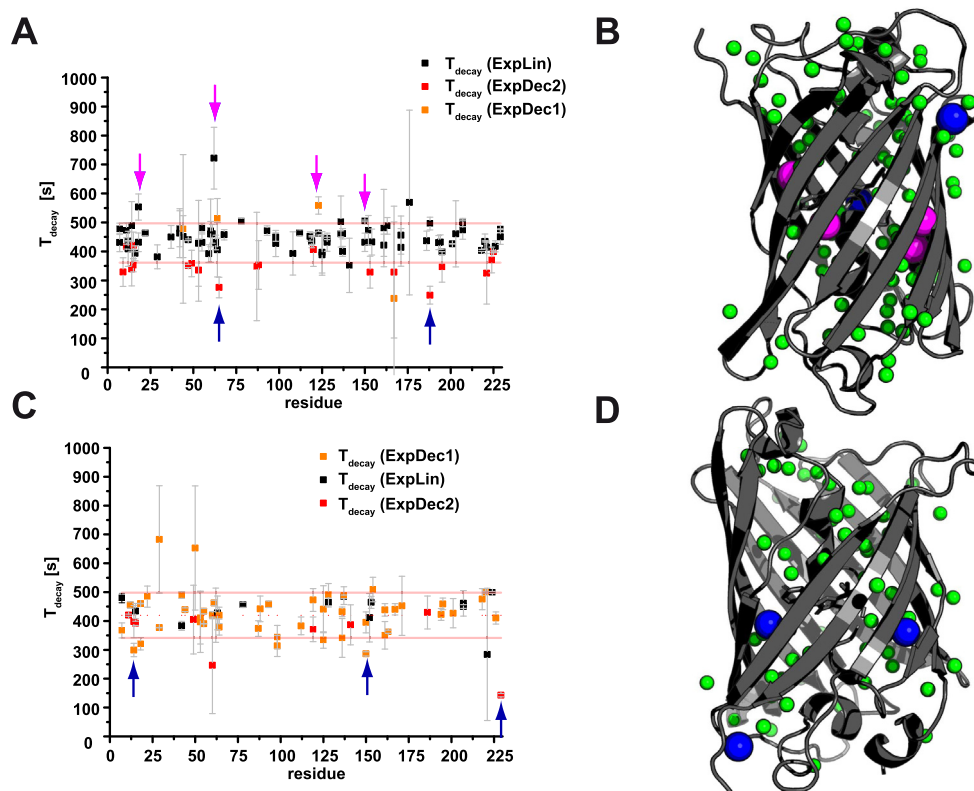 A
B
T_decay (ExpLin)
T_decay (ExpDec2)
T_decay (ExpDec1)
T_decay [s]
1000
900
800
700
600
500
400
300
200
100
0
0 25 50 75 100 125 150 175 200 225
residue
C
D
T_decay (ExpDec1)
T_decay (ExpLin)
T_decay (ExpDec2)
T_decay [s]
1000
900
800
700
600
500
400
300
200
100
0
0 25 50 75 100 125 150 175 200 225
residue